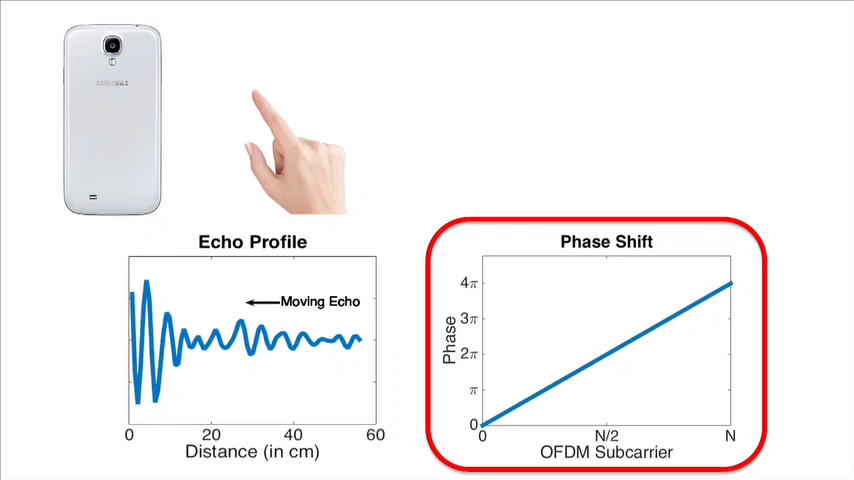 SAMSUNG
Echo Profile
Moving Echo
0 20 40 60
Distance (in cm)
Phase Shift
4π
3π
2π
π
0
Phase
0 N/2 N
OFDM Subcarrier